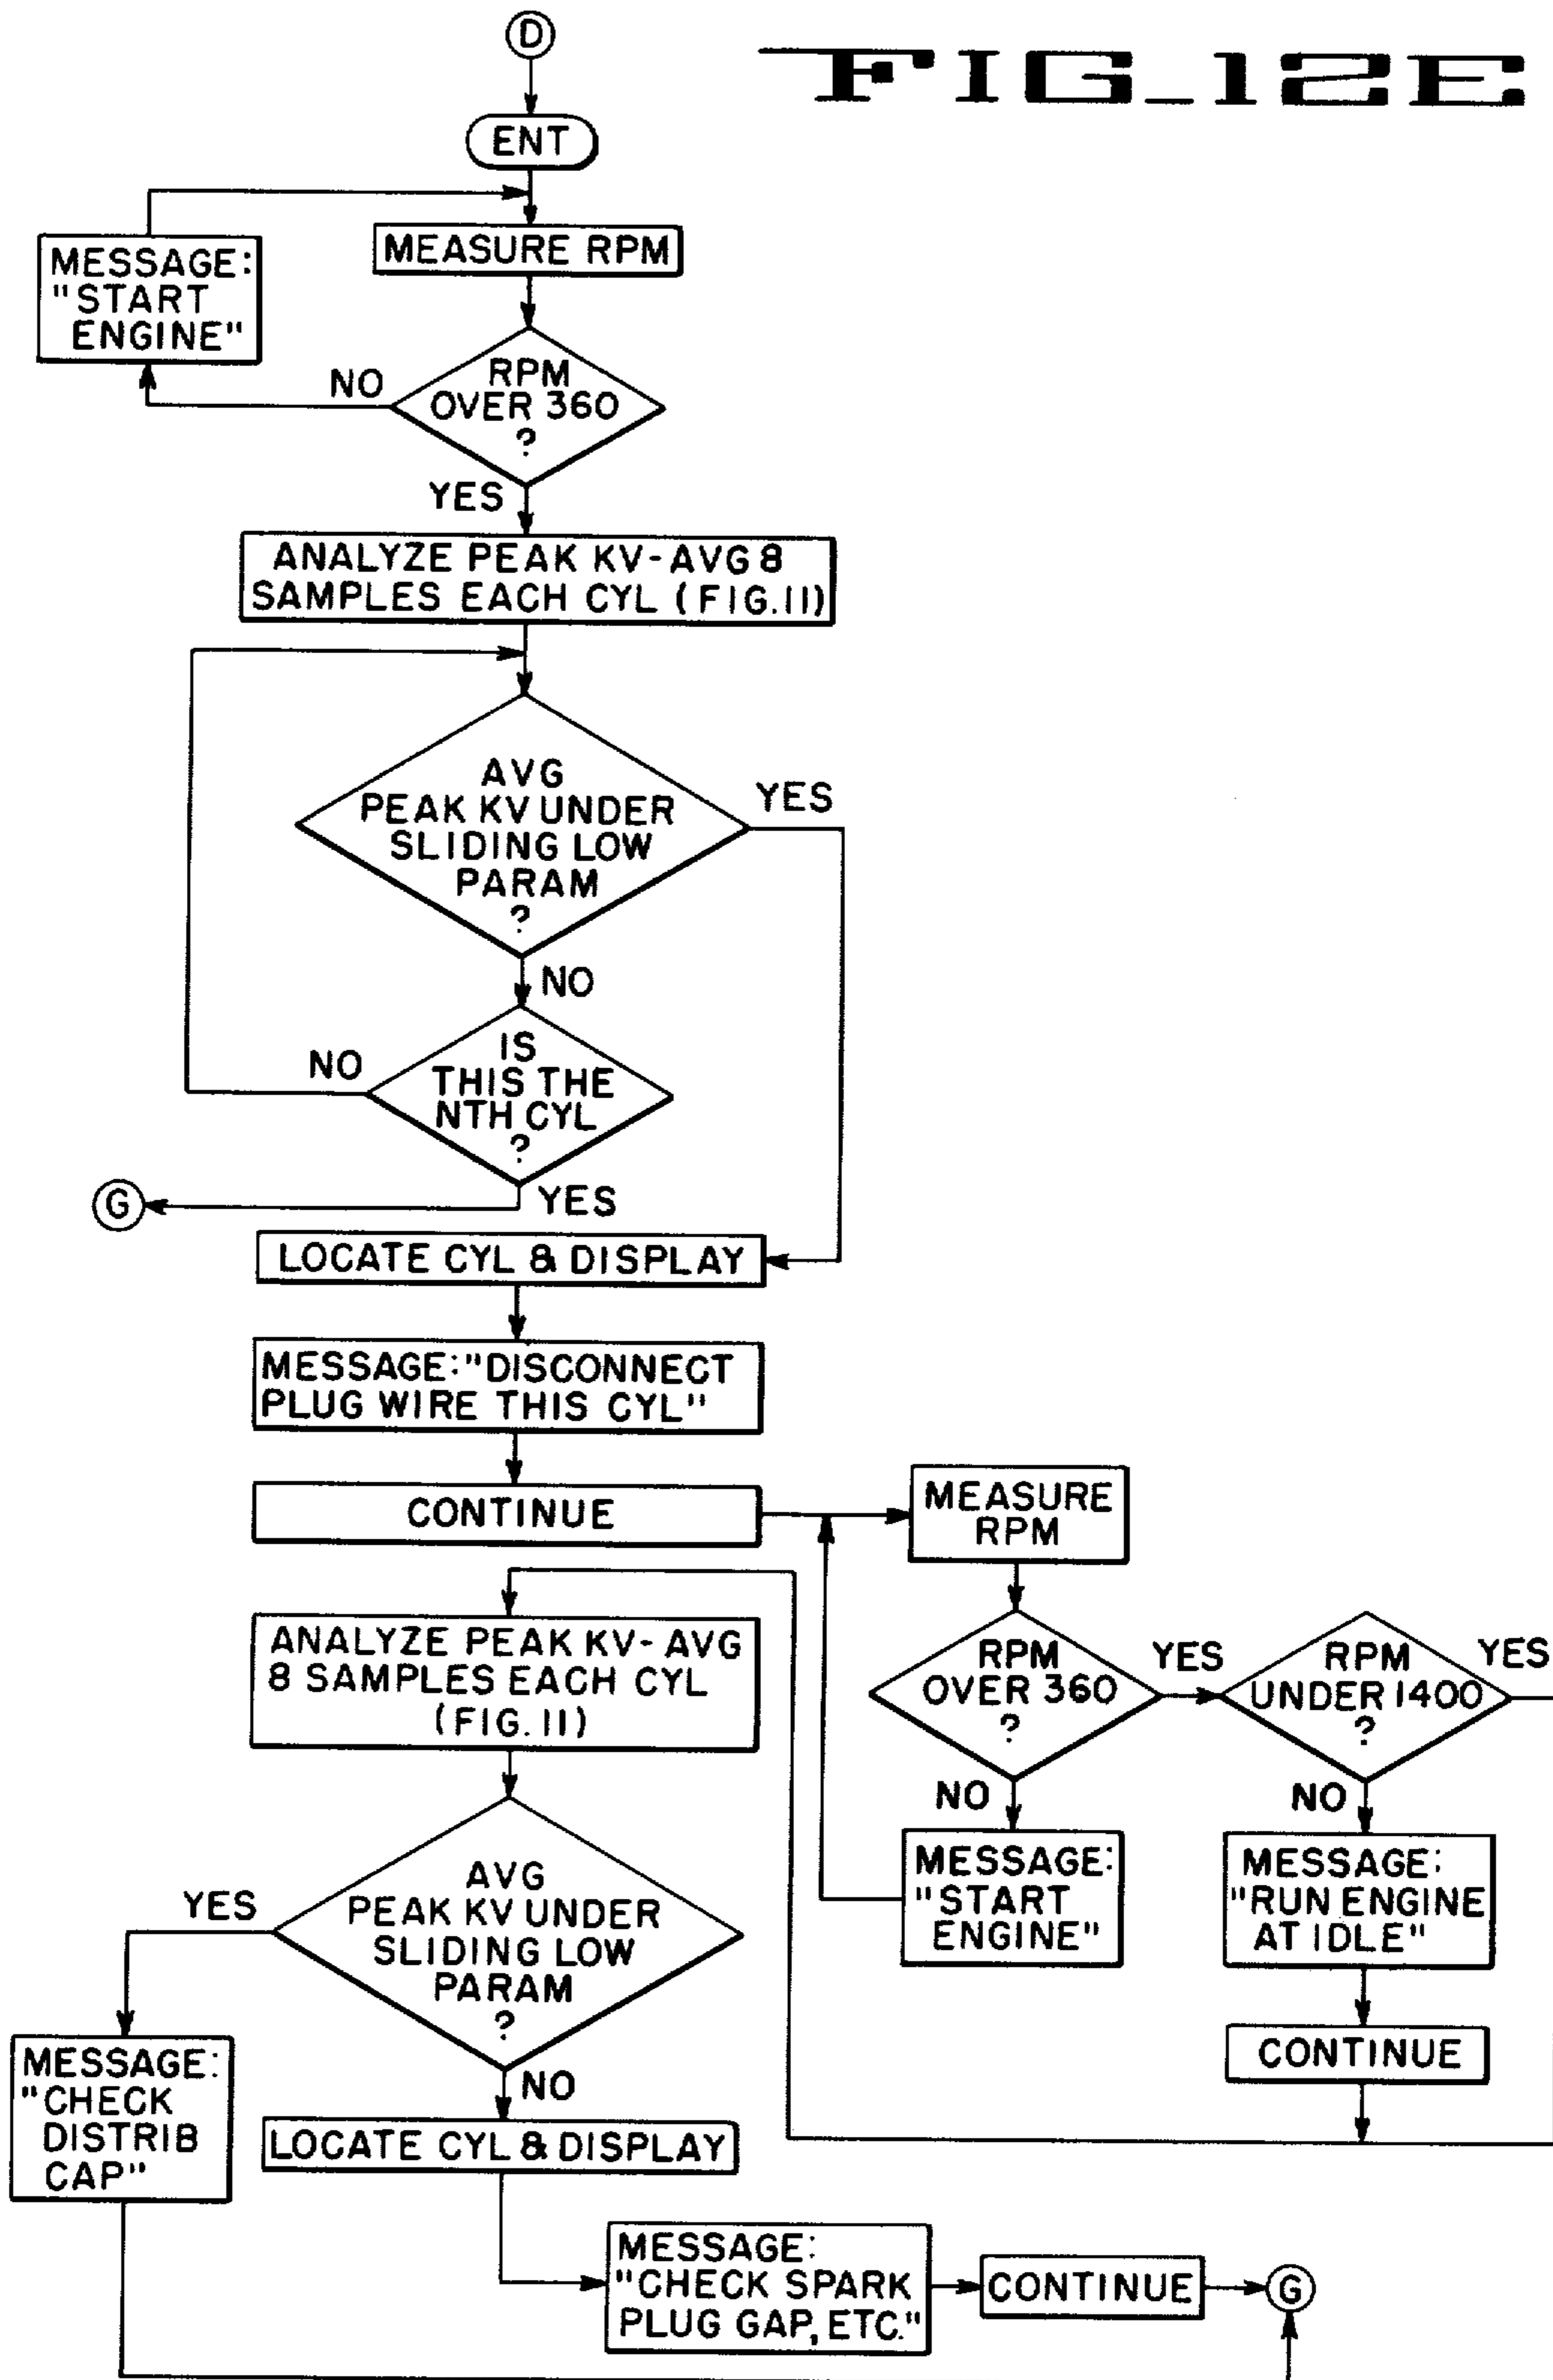 D
FIG_12E
ENT
MEASURE RPM
MESSAGE:
"START
ENGINE"
RPM
OVER 360
?
NO
YES
ANALYZE PEAK KV-AVG 8
SAMPLES EACH CYL (FIG.11)
AVG
PEAK KV UNDER
SLIDING LOW
PARAM
?
YES
NO
IS
THIS THE
NTH CYL
?
NO
YES
G
LOCATE CYL & DISPLAY
MESSAGE:"DISCONNECT
PLUG WIRE THIS CYL"
CONTINUE
MEASURE
RPM
RPM
OVER 360
?
YES
RPM
UNDER 1400
?
YES
NO
NO
MESSAGE:
"START
ENGINE"
MESSAGE:
"RUN ENGINE
AT IDLE"
CONTINUE
ANALYZE PEAK KV-AVG
8 SAMPLES EACH CYL
(FIG.11)
AVG
PEAK KV UNDER
SLIDING LOW
PARAM
?
YES
NO
MESSAGE:
"CHECK
DISTRIB
CAP"
LOCATE CYL & DISPLAY
MESSAGE:
"CHECK SPARK
PLUG GAP, ETC."
CONTINUE
G